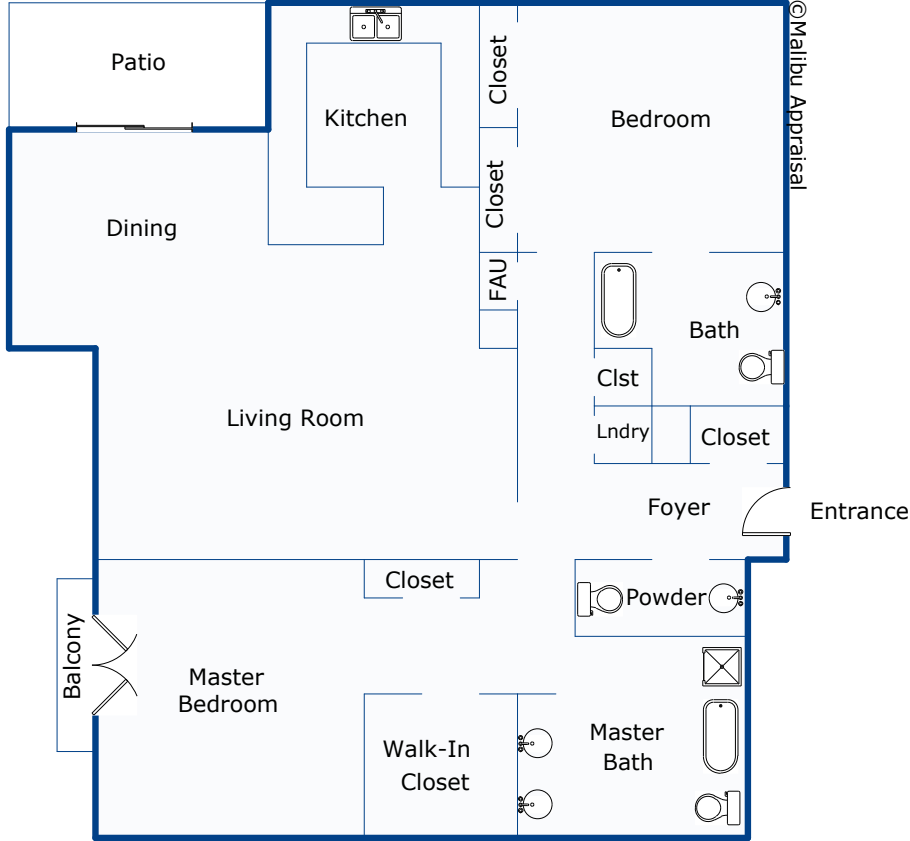 ©Malibu Appraisal
Patio
Kitchen
Closet
Bedroom
Closet
Dining
FAU
Bath
Clst
Living Room
Lndry
Closet
Foyer
Entrance
Closet
Powder
Balcony
Master
Bedroom
Walk-In
Closet
Master
Bath